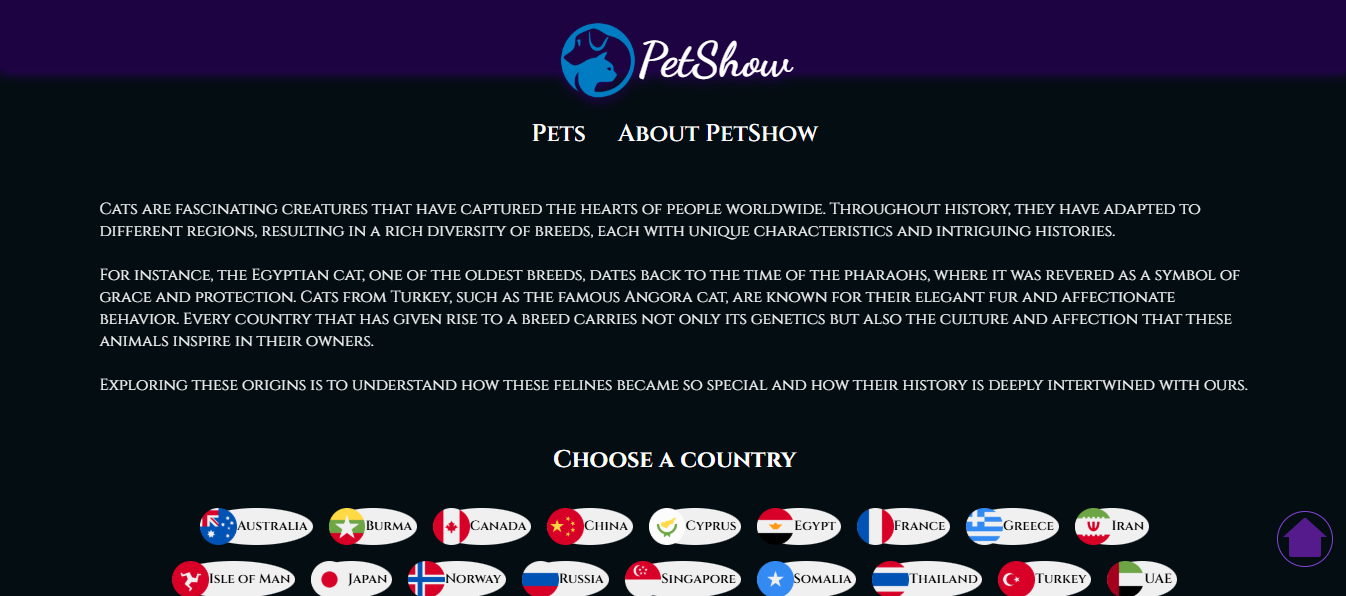 PetShow
Pets About PetShow
Cats are fascinating creatures that have captured the hearts of people worldwide. Throughout history, they have adapted to
different regions, resulting in a rich diversity of breeds, each with unique characteristics and intriguing histories.
For instance, the Egyptian cat, one of the oldest breeds, dates back to the time of the pharaohs, where it was revered as a symbol of
grace and protection. Cats from Turkey, such as the famous Angora cat, are known for their elegant fur and affectionate
behavior. Every country that has given rise to a breed carries not only its genetics but also the culture and affection that these
animals inspire in their owners.
Exploring these origins is to understand how these felines became so special and how their history is deeply intertwined with ours.
Choose a country
Australia Burma Canada China Cyprus Egypt France Greece Iran
Isle of Man Japan Norway Russia Singapore Somalia Thailand Turkey UAE